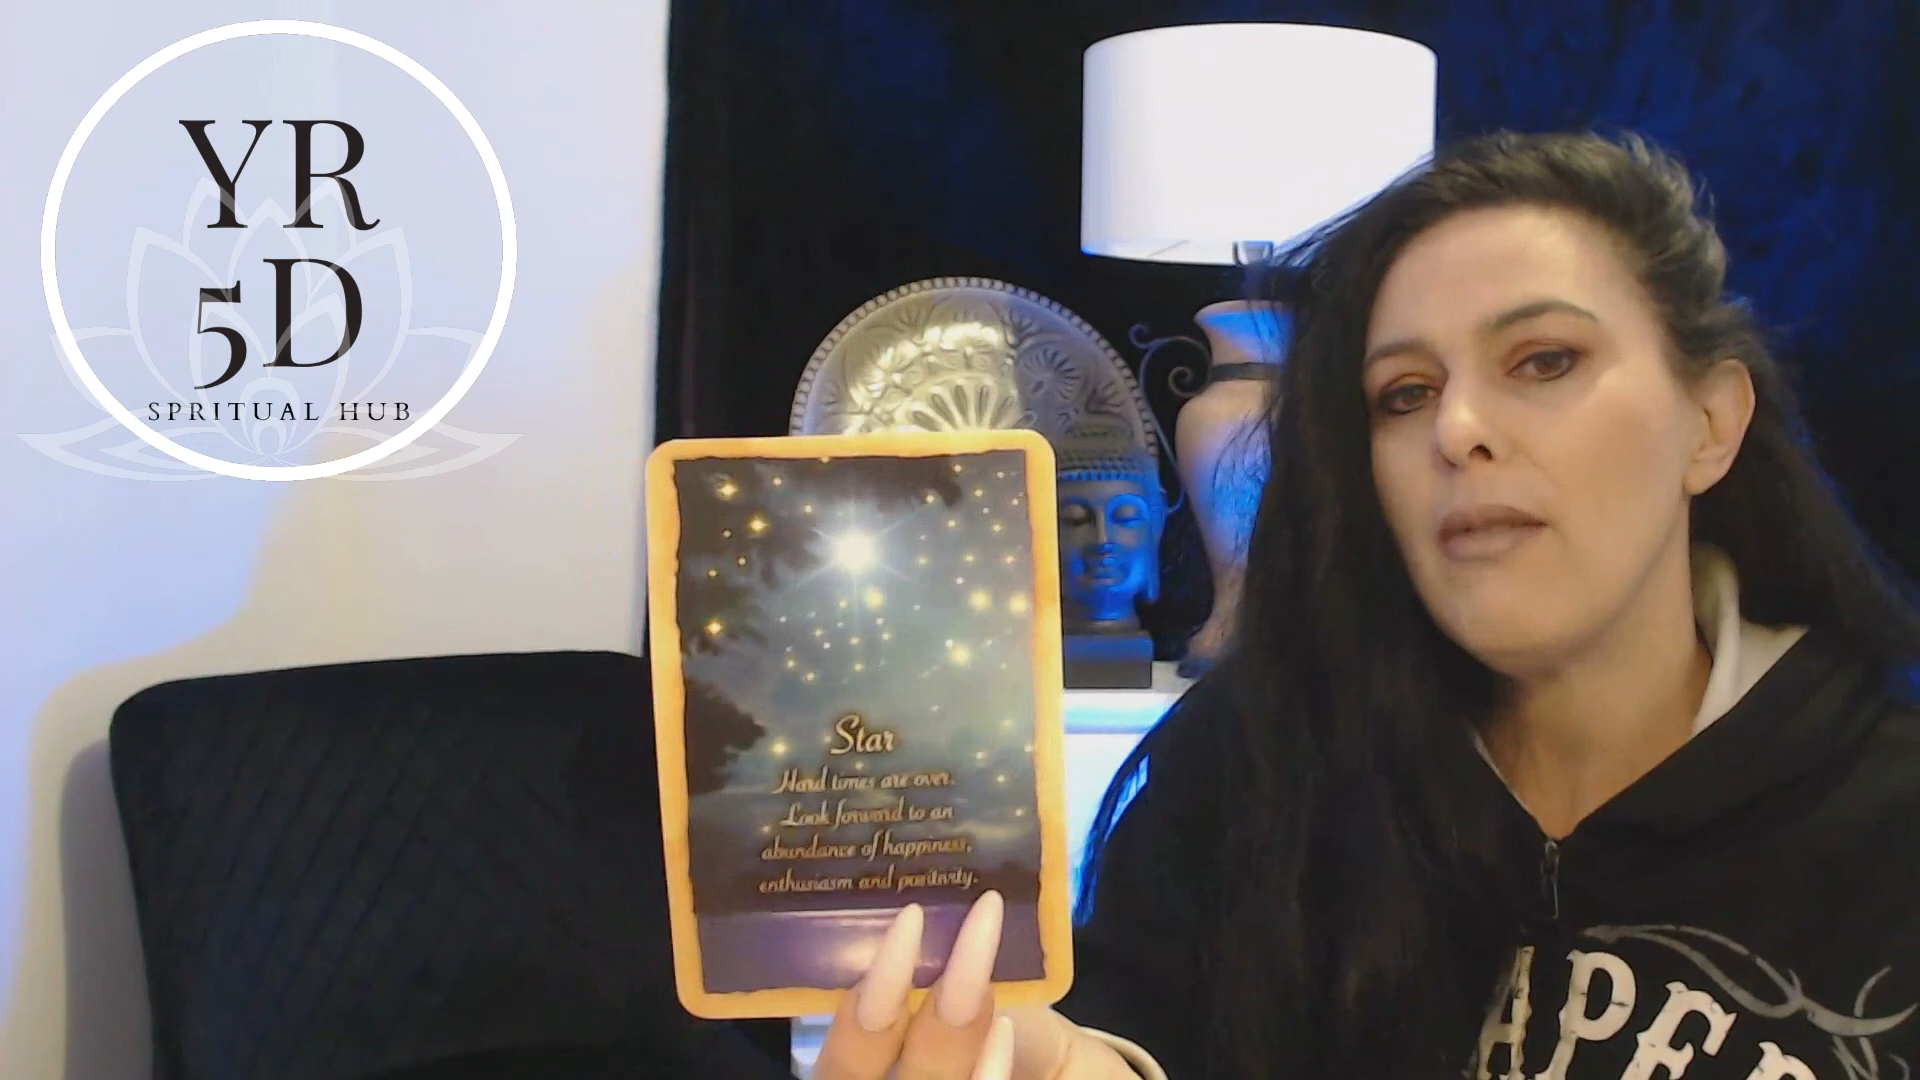 YR
5D
SPRITUAL HUB
Star
Hard times are over.
Look forward to an
abundance of happiness,
enthusiasm and positivity.